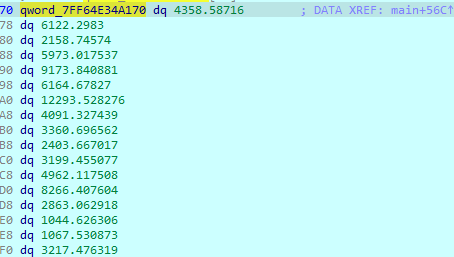 70 qword_7FF64E34A170 dq 4358.58716 ; DATA XREF: main+56C↑
78 dq 6122.2983
80 dq 2158.74574
88 dq 5973.017537
90 dq 9173.840881
98 dq 6164.67827
A0 dq 12293.528276
A8 dq 4091.327439
B0 dq 3360.696562
B8 dq 2403.667017
C0 dq 3199.455077
C8 dq 4962.117508
D0 dq 8266.407604
D8 dq 2863.062918
E0 dq 1044.626306
E8 dq 1067.530873
F0 dq 3217.476319